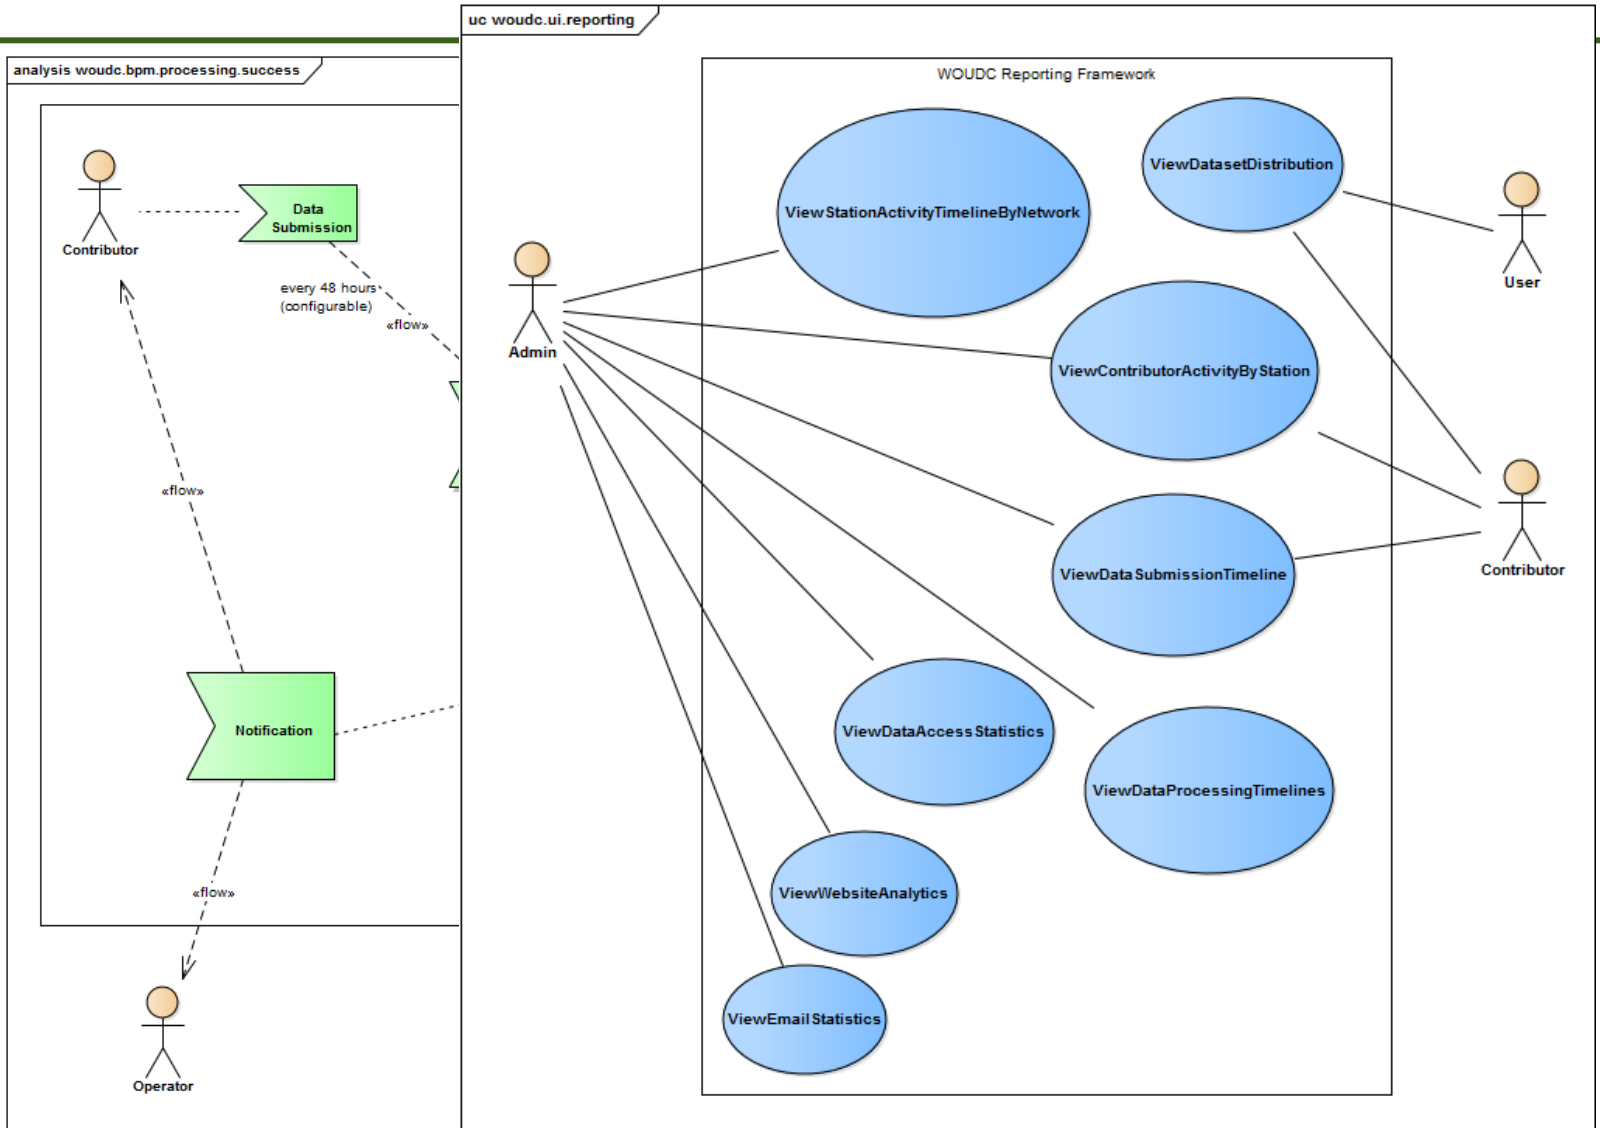 uc woudc.ui.reporting
analysis woudc.bpm.processing.success
WOUDC Reporting Framework
Contributor
Data
Submission
every 48 hours
(configurable)
«flow»
«flow»
Notification
«flow»
Operator
Admin
ViewStationActivityTimelineByNetwork
ViewDatasetDistribution
User
ViewContributorActivityByStation
Contributor
ViewDataSubmissionTimeline
ViewDataAccessStatistics
ViewDataProcessingTimelines
ViewWebsiteAnalytics
ViewEmailStatistics